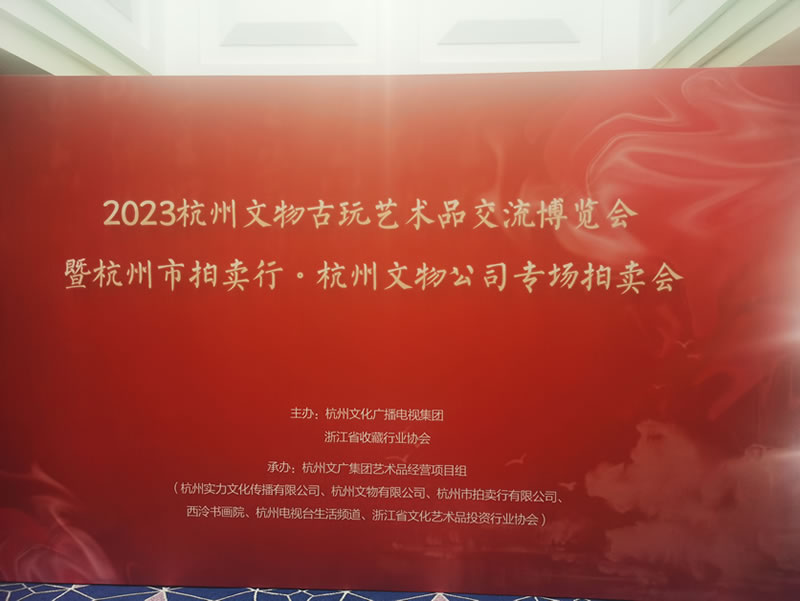 2023杭州文物古玩艺术品交流博览会
暨杭州市拍卖行·杭州文物公司专场拍卖会
主办：杭州文化广播电视集团
浙江省收藏行业协会
承办：杭州文广集团艺术品经营项目组
（杭州实力文化传播有限公司、杭州文物有限公司、杭州市拍卖行有限公司、
西泠书画院、杭州电视台生活频道、浙江省文化艺术品投资行业协会）